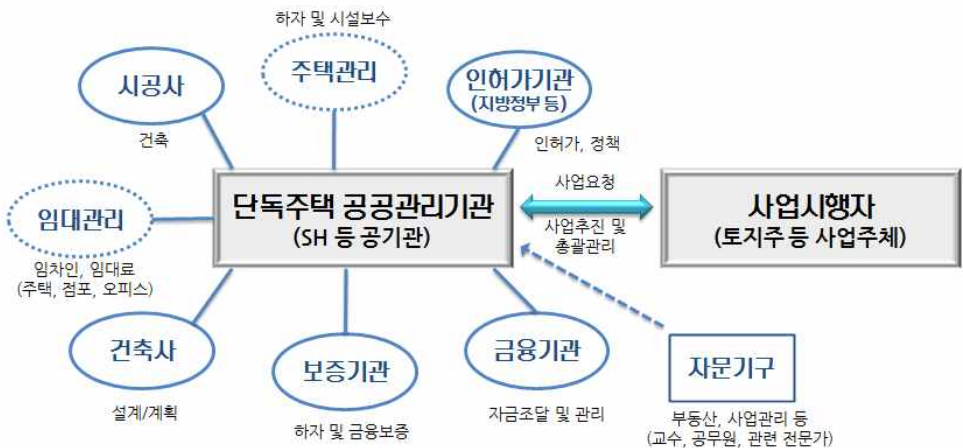 하자 및 시설보수
주택관리
시공사
건축
인허가기관
(지방정부 등)
인허가, 정책
단독주택 공공관리기관
(SH 등 공기관)
사업요청
사업추진 및
총괄관리
사업시행자
(토지주 등 사업주체)
임대관리
임차인, 임대료
(주택, 점포, 오피스)
건축사
설계/계획
보증기관
하자 및 금융보증
금융기관
자금조달 및 관리
자문기구
부동산, 사업관리 등
(교수, 공무원, 관련 전문가)